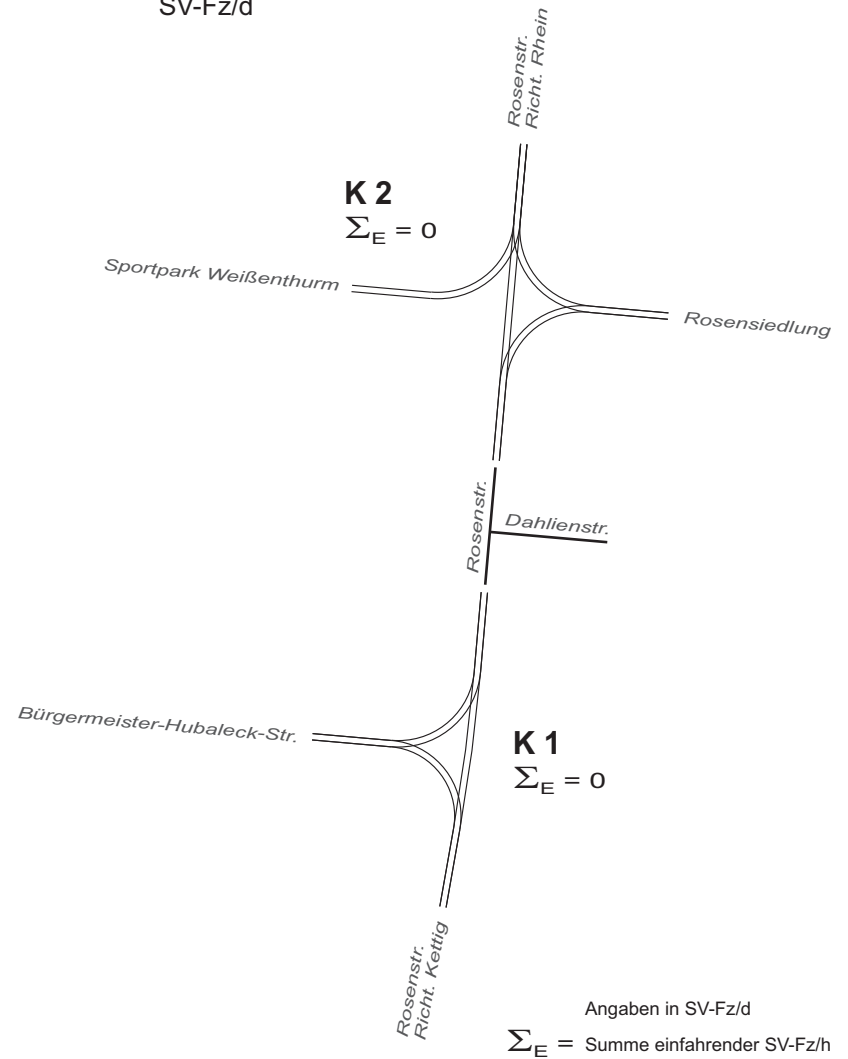 SV-Fz/d
Rosenstr.
Richt. Rhein
K 2
Σ_E = 0
Sportpark Weißenthurm
Rosensiedlung
Rosenstr.
Dahlienstr.
Bürgermeister-Hubaleck-Str.
K 1
Σ_E = 0
Rosenstr.
Richt. Kettig
Angaben in SV-Fz/d
Σ_E = Summe einfahrender SV-Fz/h